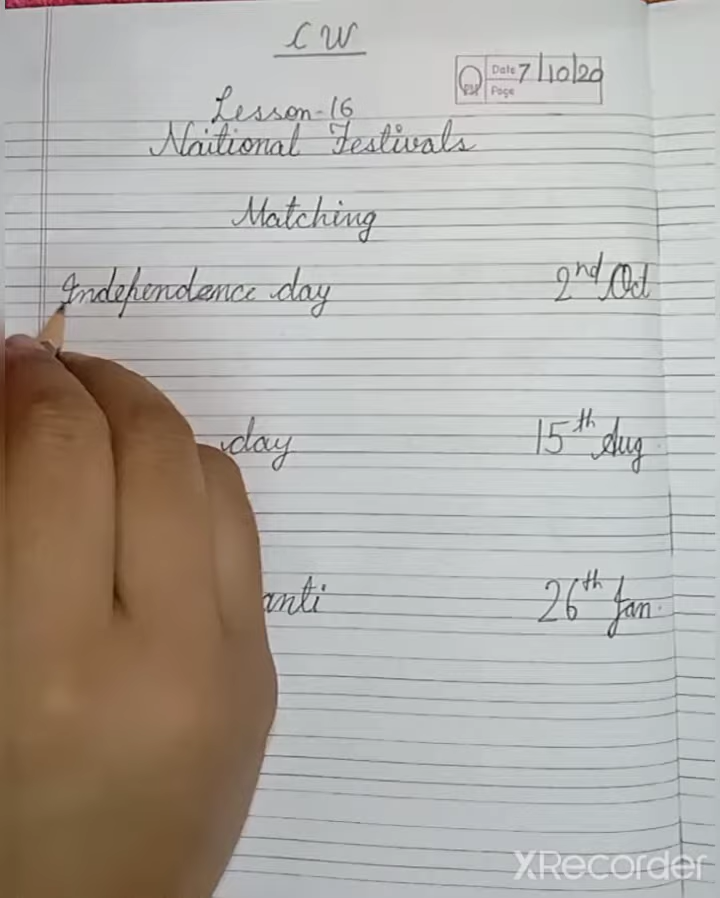 CW
Date 7/10/20
Page
Lesson-16
Naitional Festivals
Matching
Independence day 2nd Oct
day 15th Aug.
anti 26th Jan.
XRecorder